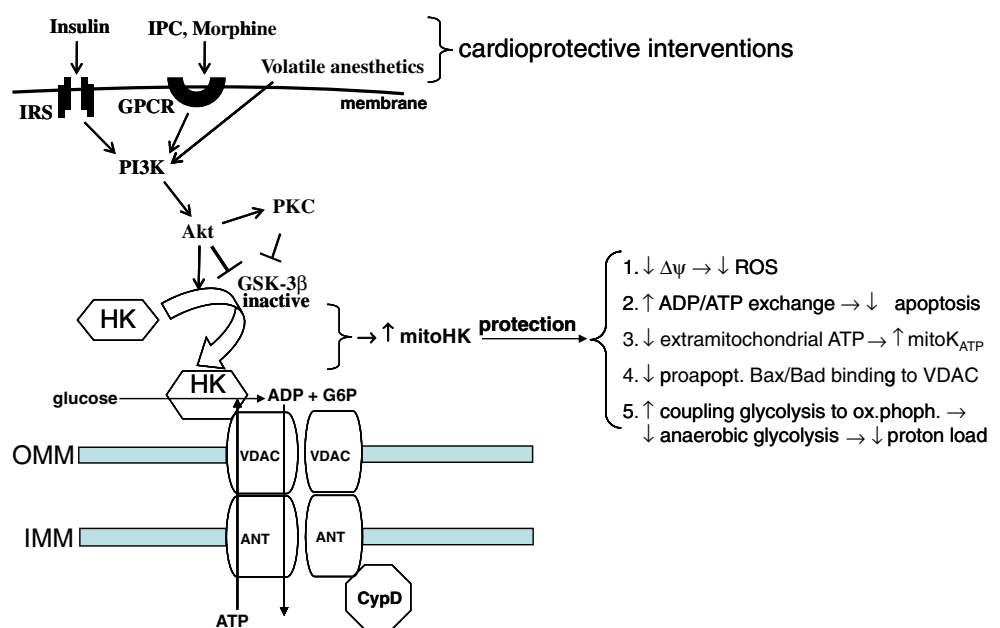 Insulin
IPC, Morphine
Volatile anesthetics
cardioprotective interventions
membrane
IRS
GPCR
PI3K
Akt
PKC
GSK-3β
inactive
HK
→ ↑ mitoHK
protection
1. ↓ Δψ → ↓ ROS
2. ↑ ADP/ATP exchange → ↓ apoptosis
3. ↓ extramitochondrial ATP → ↑ mitoKATP
4. ↓ proapopt. Bax/Bad binding to VDAC
5. ↑ coupling glycolysis to ox.phoph. →
↓ anaerobic glycolysis → ↓ proton load
HK
glucose
ADP + G6P
OMM
VDAC
VDAC
IMM
ANT
ANT
CypD
ATP